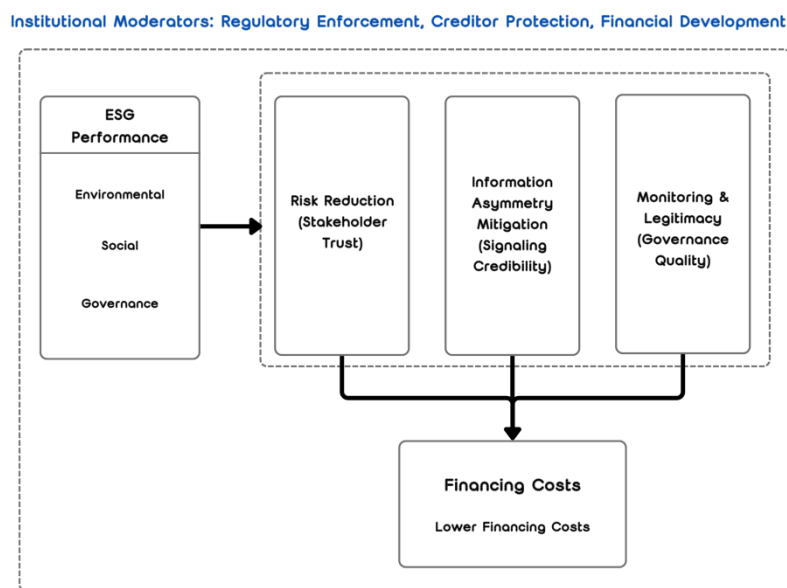 Institutional Moderators: Regulatory Enforcement, Creditor Protection, Financial Development
ESG
Performance
Environmental
Social
Governance
Risk Reduction
(Stakeholder
Trust)
Information
Asymmetry
Mitigation
(Signaling
Credibility)
Monitoring &
Legitimacy
(Governance
Quality)
Financing Costs
Lower Financing Costs